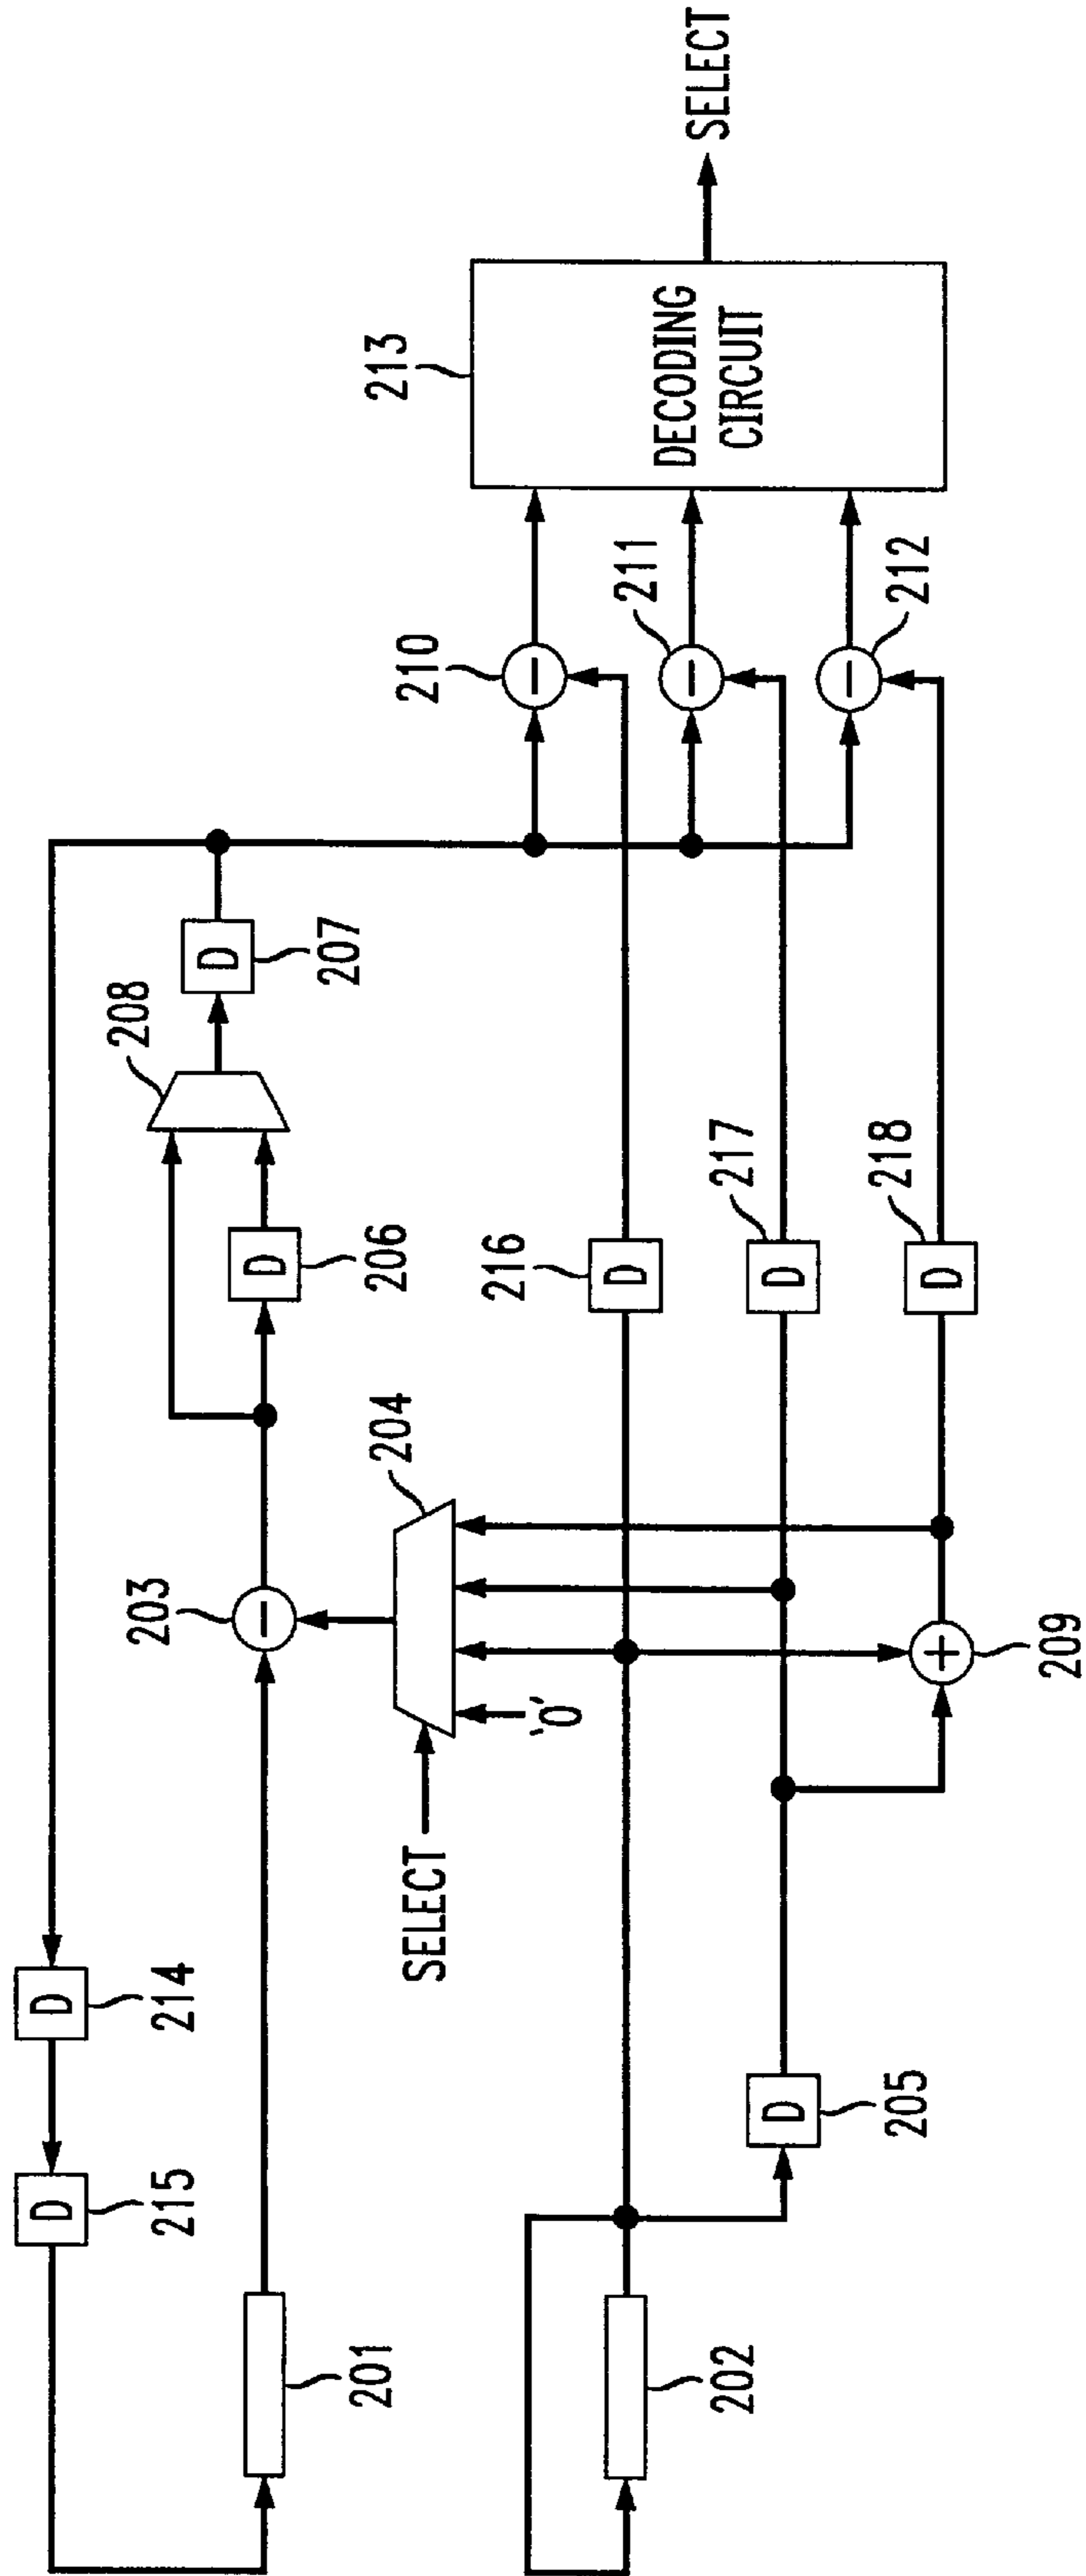 215
D
214
D
201
203
206
D
208
207
D
SELECT
204
'0'
202
205
D
209
+
216
D
217
D
218
D
210
211
212
213
DECODING
CIRCUIT
SELECT